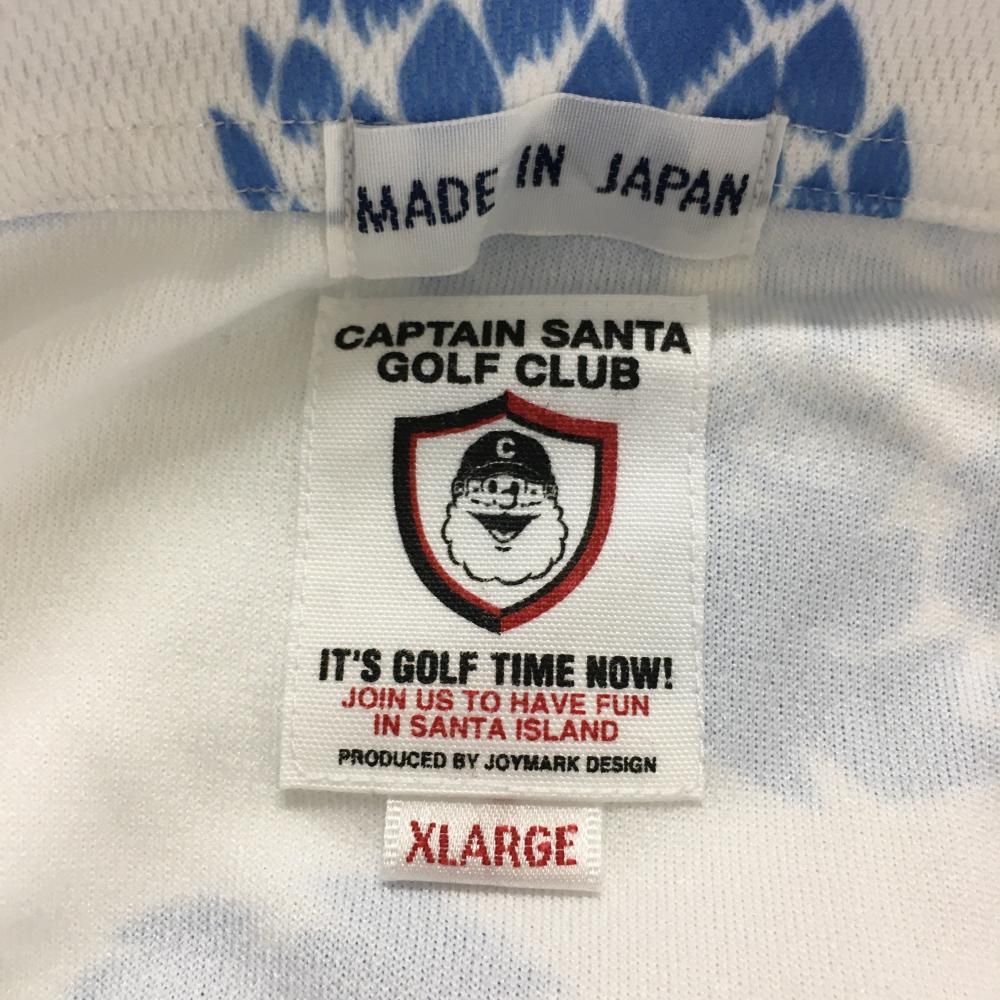 MADE IN JAPAN
CAPTAIN SANTA
GOLF CLUB
C
IT'S GOLF TIME NOW!
JOIN US TO HAVE FUN
IN SANTA ISLAND
PRODUCED BY JOYMARK DESIGN
XLARGE